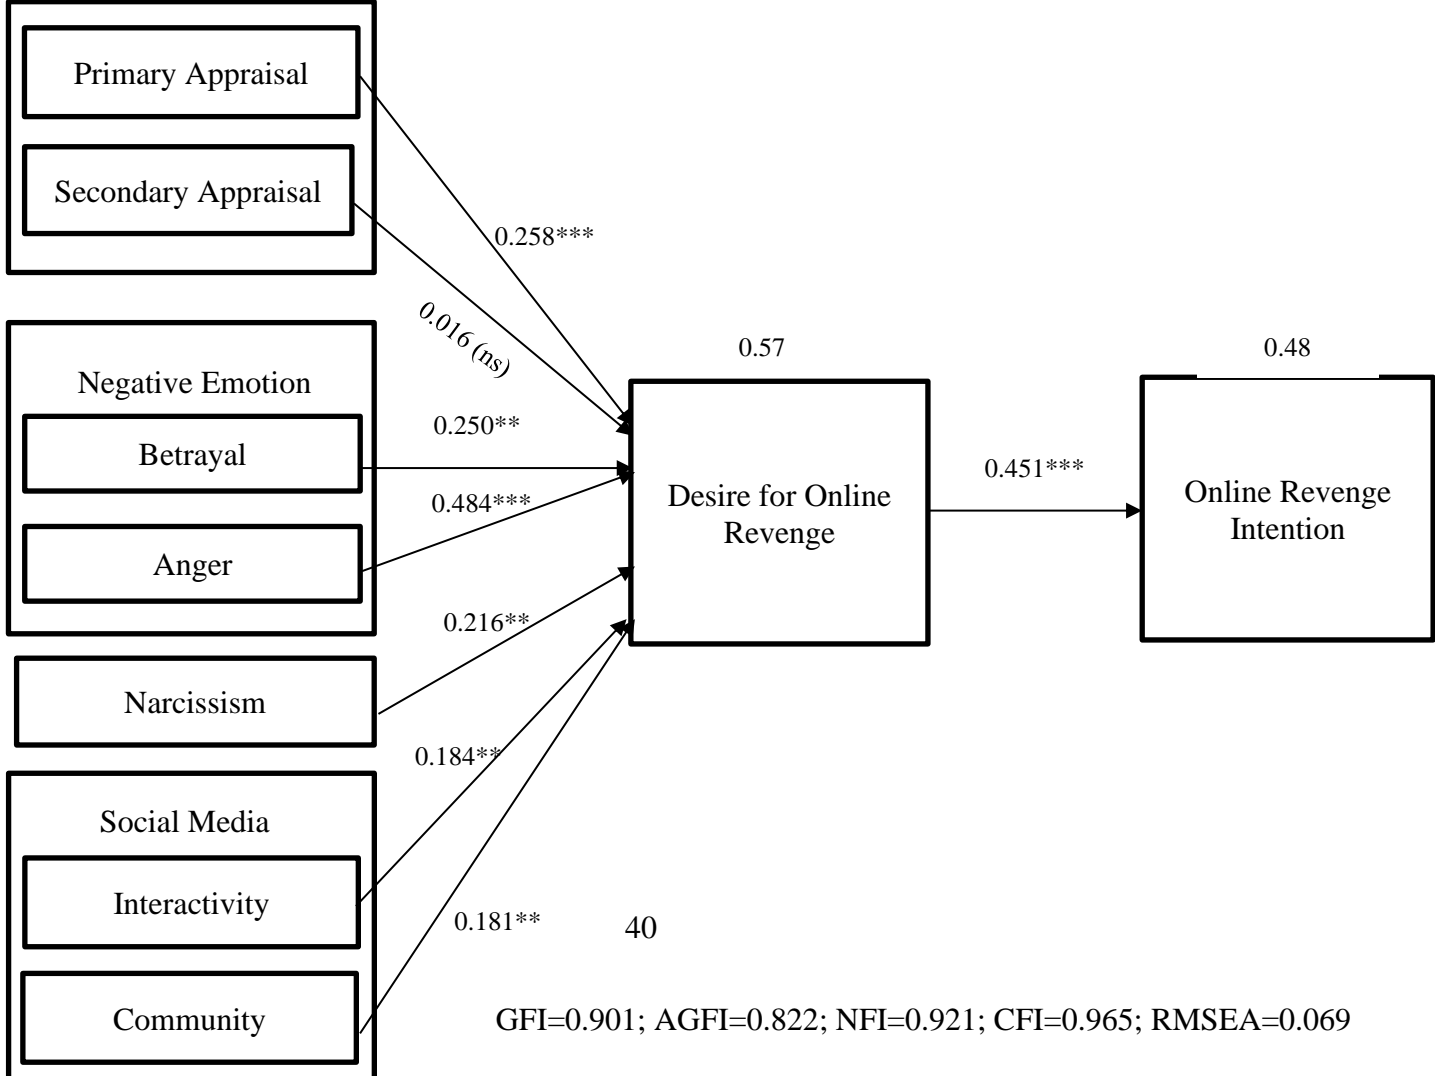 Primary Appraisal
Secondary Appraisal
0.258***
0.016 (ns)
Negative Emotion
Betrayal
0.250**
Anger
0.484***
Narcissism
0.216**
Social Media
Interactivity
0.184**
Community
0.181**
0.57
Desire for Online
Revenge
0.451***
0.48
Online Revenge
Intention
40
GFI=0.901; AGFI=0.822; NFI=0.921; CFI=0.965; RMSEA=0.069